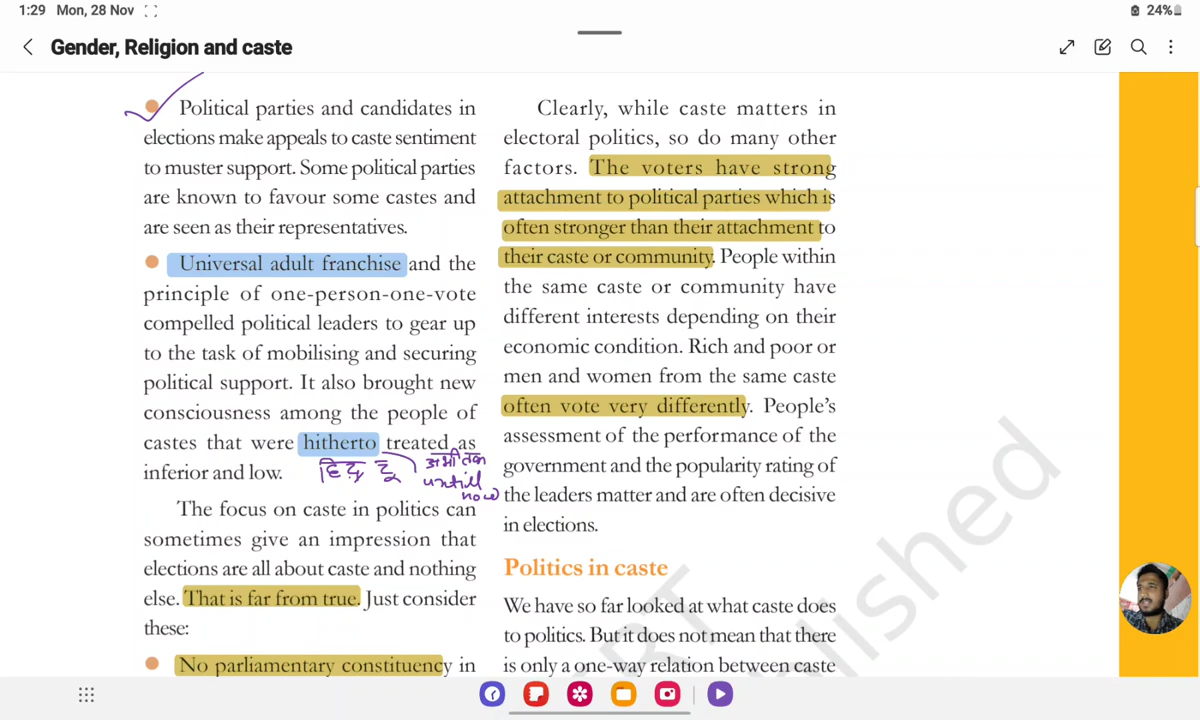 1:29 Mon, 28 Nov
24%
Gender, Religion and caste
Political parties and candidates in
elections make appeals to caste sentiment
to muster support. Some political parties
are known to favour some castes and
are seen as their representatives.
Universal adult franchise and the
principle of one-person-one-vote
compelled political leaders to gear up
to the task of mobilising and securing
political support. It also brought new
consciousness among the people of
castes that were hitherto treated as
inferior and low.
अभी तक
untill
now
The focus on caste in politics can
sometimes give an impression that
elections are all about caste and nothing
else. That is far from true. Just consider
these:
No parliamentary constituency in
Clearly, while caste matters in
electoral politics, so do many other
factors. The voters have strong
attachment to political parties which is
often stronger than their attachment to
their caste or community. People within
the same caste or community have
different interests depending on their
economic condition. Rich and poor or
men and women from the same caste
often vote very differently. People's
assessment of the performance of the
government and the popularity rating of
the leaders matter and are often decisive
in elections.
Politics in caste
We have so far looked at what caste does
to politics. But it does not mean that there
is only a one-way relation between caste